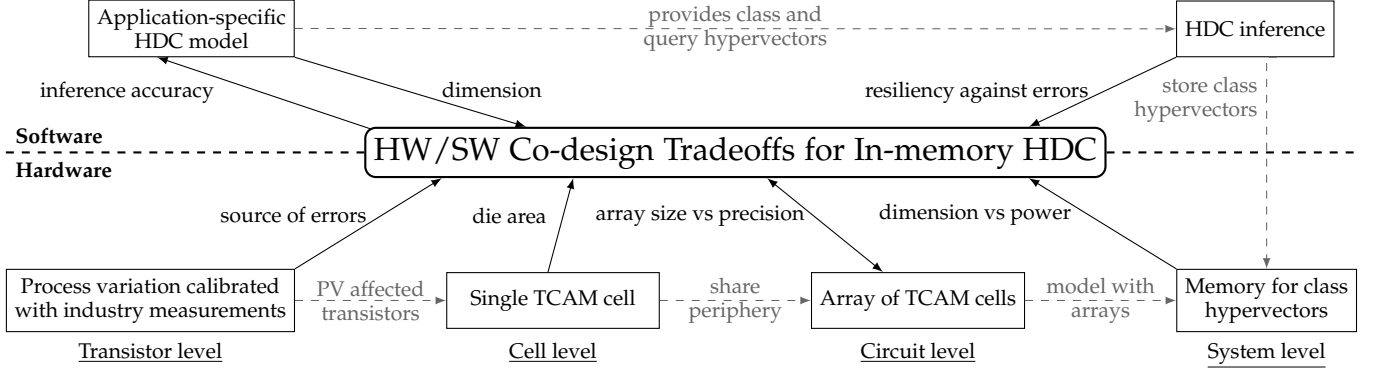 Application-specific
HDC model
provides class and
query hypervectors
HDC inference
inference accuracy
dimension
resiliency against errors
store class
hypervectors
Software
HW/SW Co-design Tradeoffs for In-memory HDC
Hardware
source of errors
die area
array size vs precision
dimension vs power
Process variation calibrated
with industry measurements
PV affected
transistors
Single TCAM cell
share
periphery
Array of TCAM cells
model with
arrays
Memory for class
hypervectors
Transistor level
Cell level
Circuit level
System level